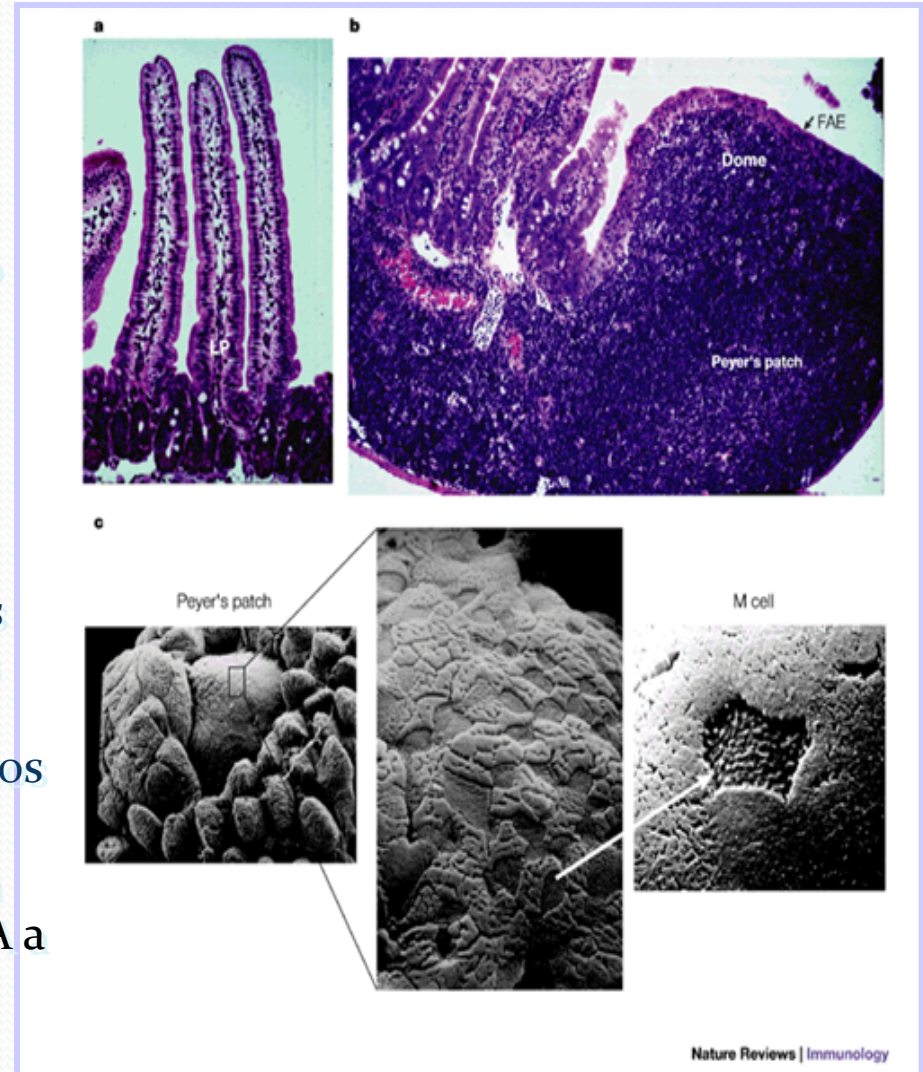 a
b
FAE
Dome
LP
Peyer's patch
c
Peyer's patch
M cell
s
os
A a
Nature Reviews | Immunology